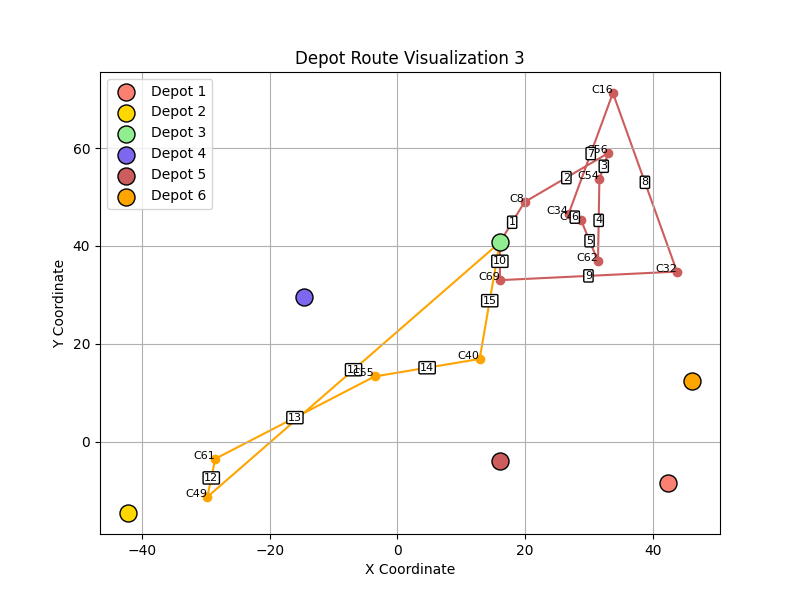 Depot Route Visualization 3
Depot 1
Depot 2
Depot 3
Depot 4
Depot 5
Depot 6
Y Coordinate
60
40
20
0
−40
−20
0
20
40
X Coordinate
C16
7
C56
3
C54
2
8
C8
C34
6
1
4
5
10
C62
C69
9
C32
15
C40
11
14
13
C61
12
C49